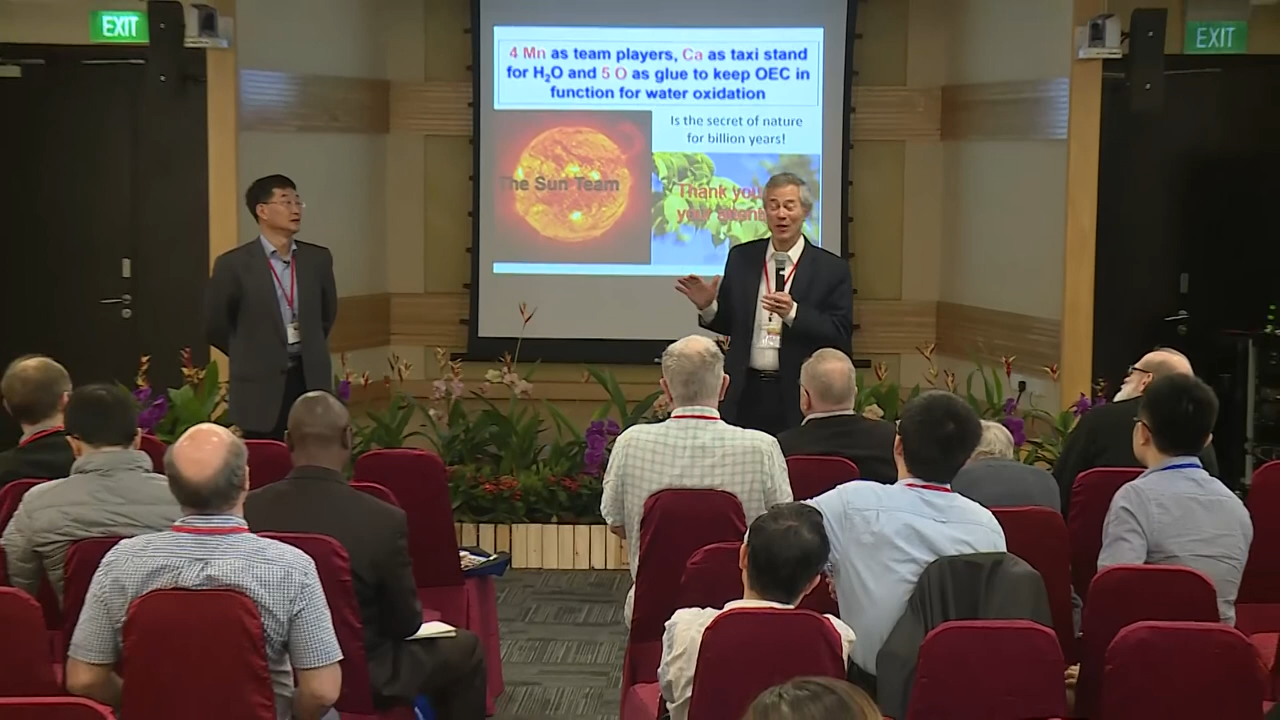 EXIT
EXIT
4 Mn as team players, Ca as taxi stand
for H₂O and 5 O as glue to keep OEC in
function for water oxidation
Is the secret of nature
for billion years!
The Sun Team
Thank you
your